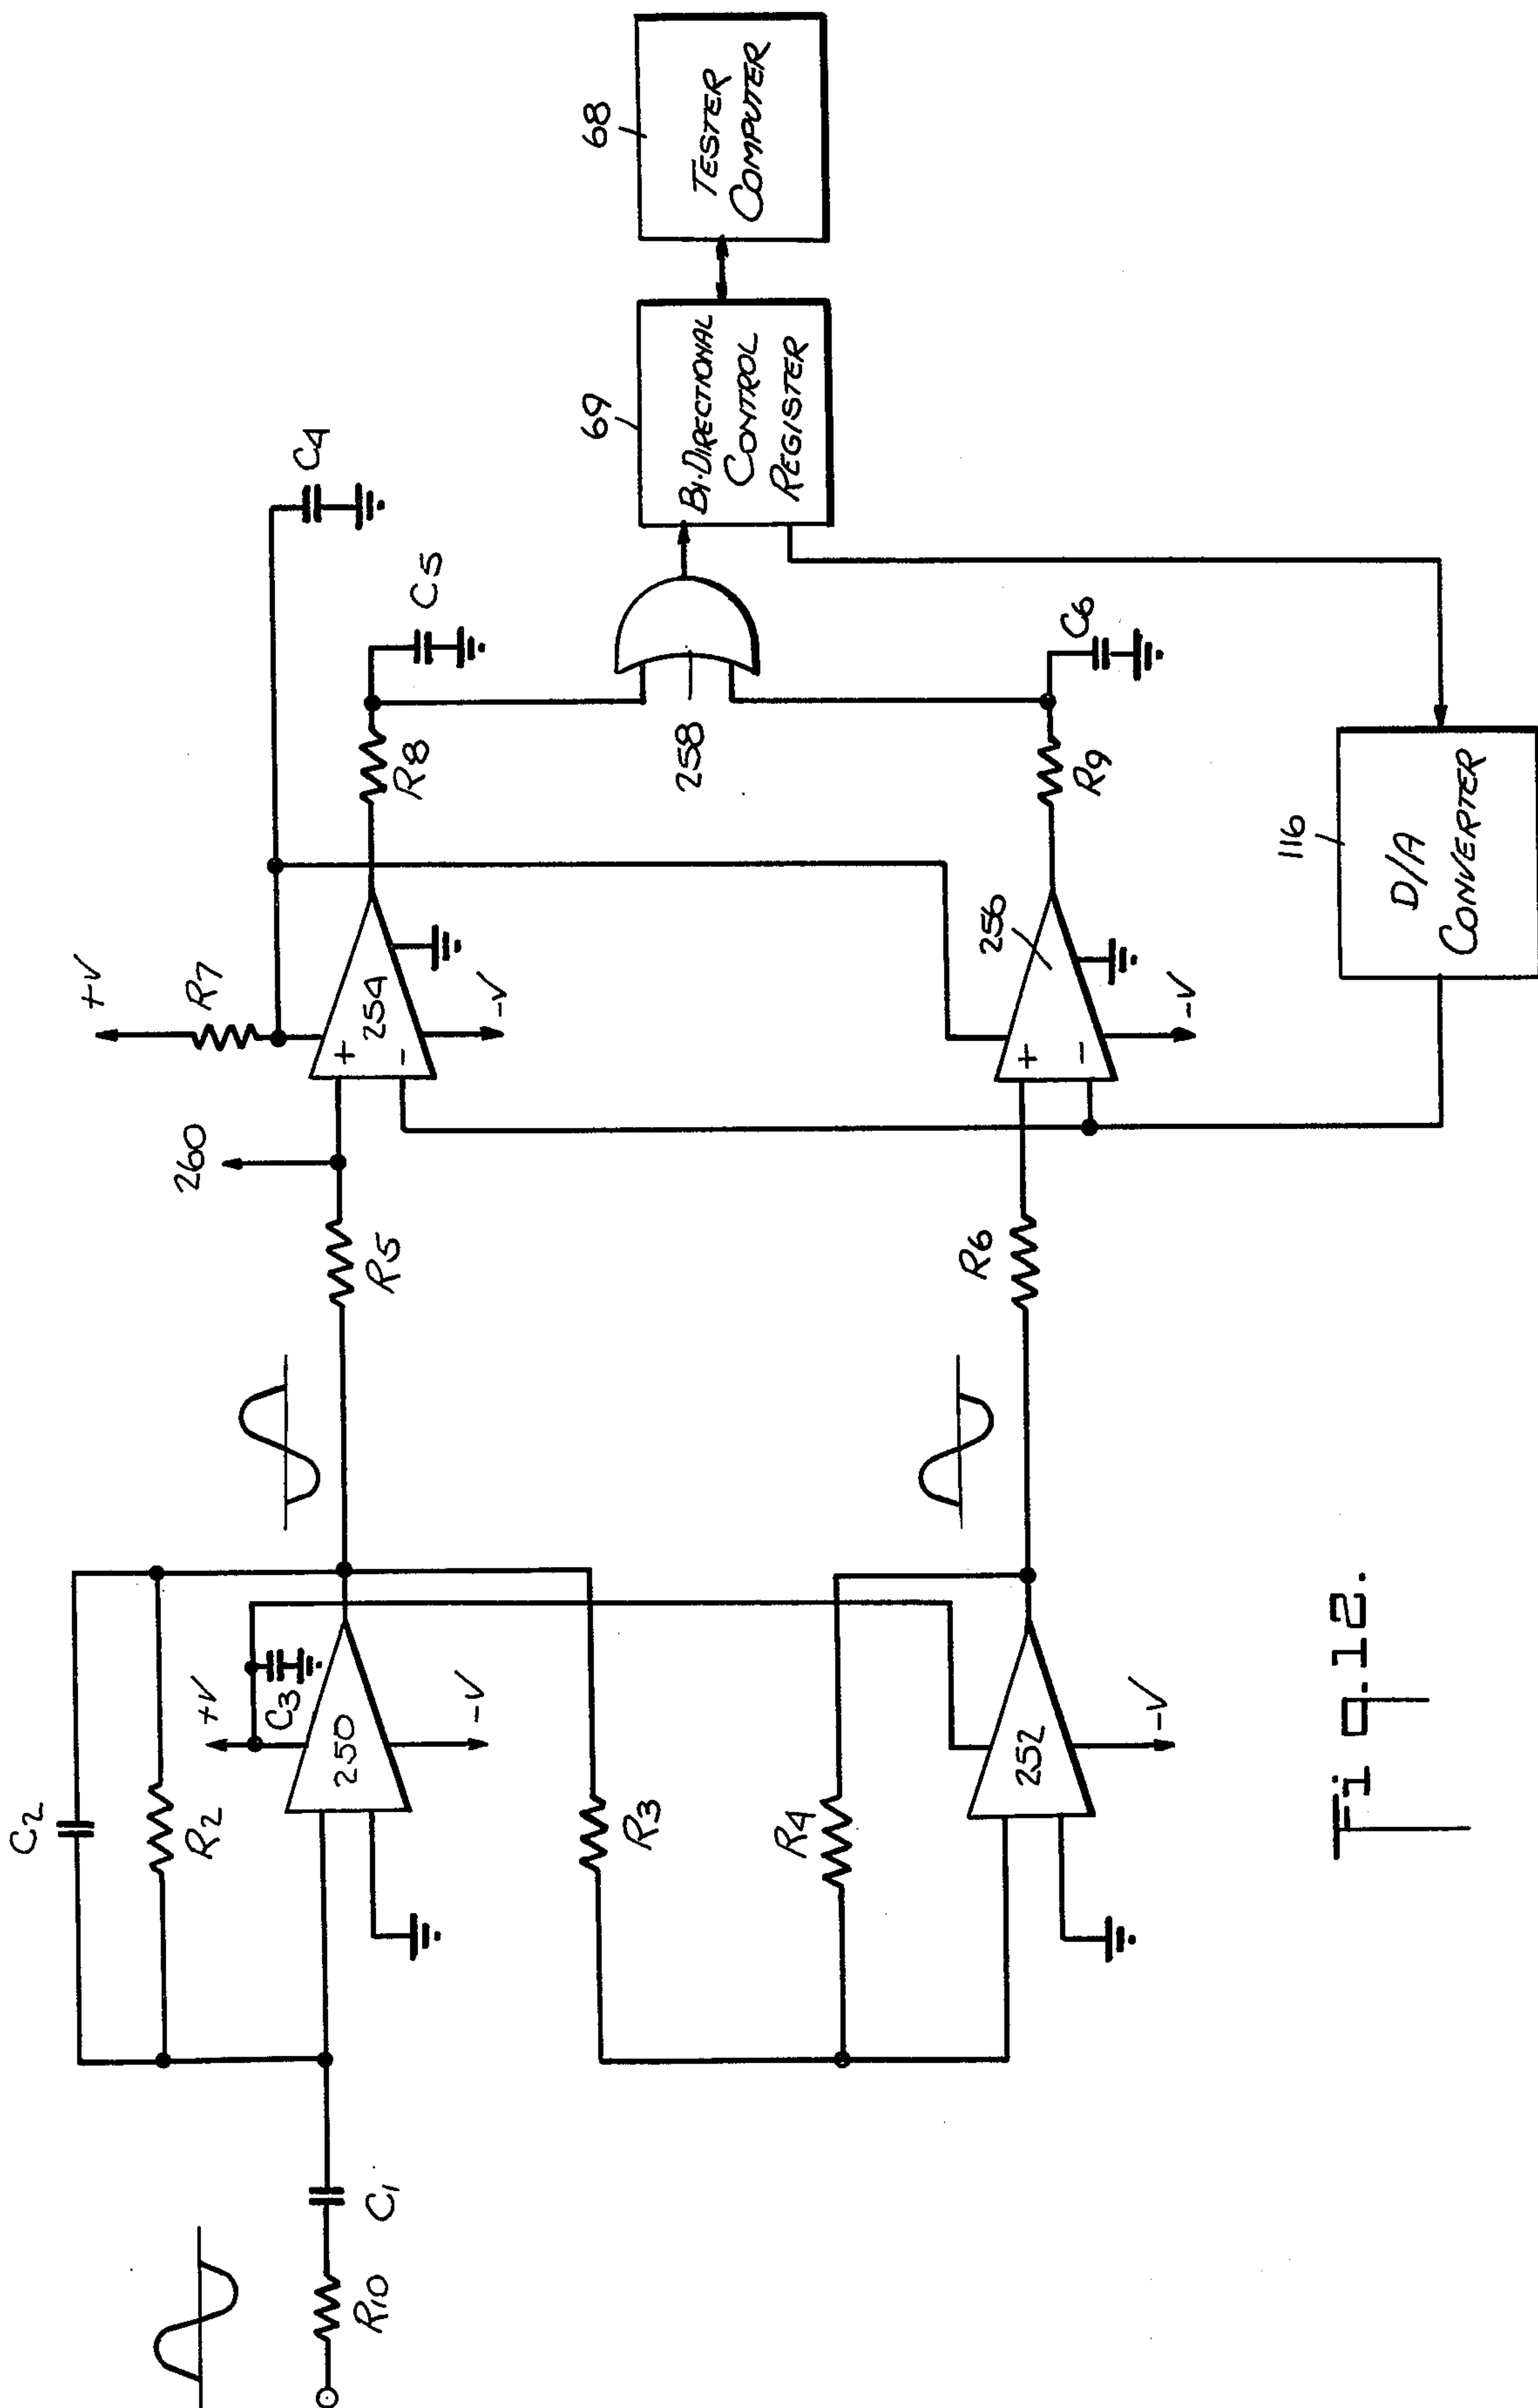 C2
R2
+V
C3
250
-V
R10
C1
R3
R4
252
-V
260
R5
R6
+V
R7
254
+
-
-V
R8
C5
C4
256
+
-
-V
R9
C6
258
69
BI-DIRECTIONAL
CONTROL
REGISTER
68
TESTER
COMPUTER
116
D/A
CONVERTER
Fig.12.